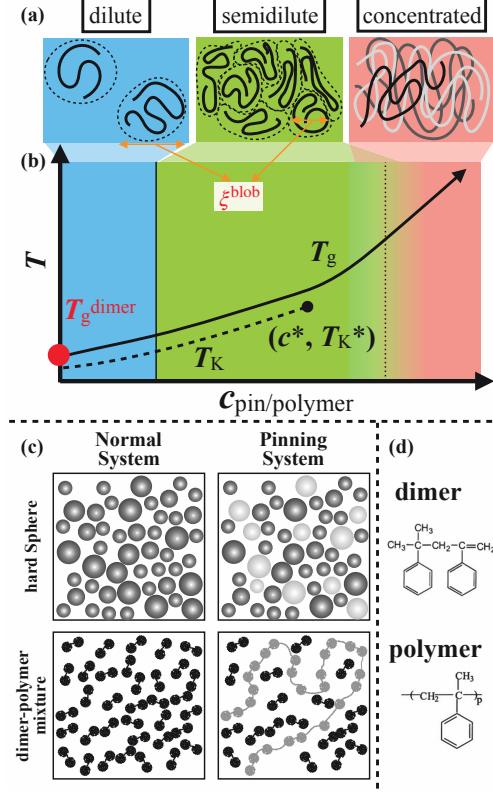 (a) dilute semidilute concentrated
ξblob
(b)
T
Tg
Tgdimer
TK
(c*, TK*)
cpin/polymer
(c) Normal System Pinning System
hard Sphere
dimer-polymer mixture
(d)
dimer
CH3
CH3 C CH2 C CH2
polymer
CH3
( CH2 C )p